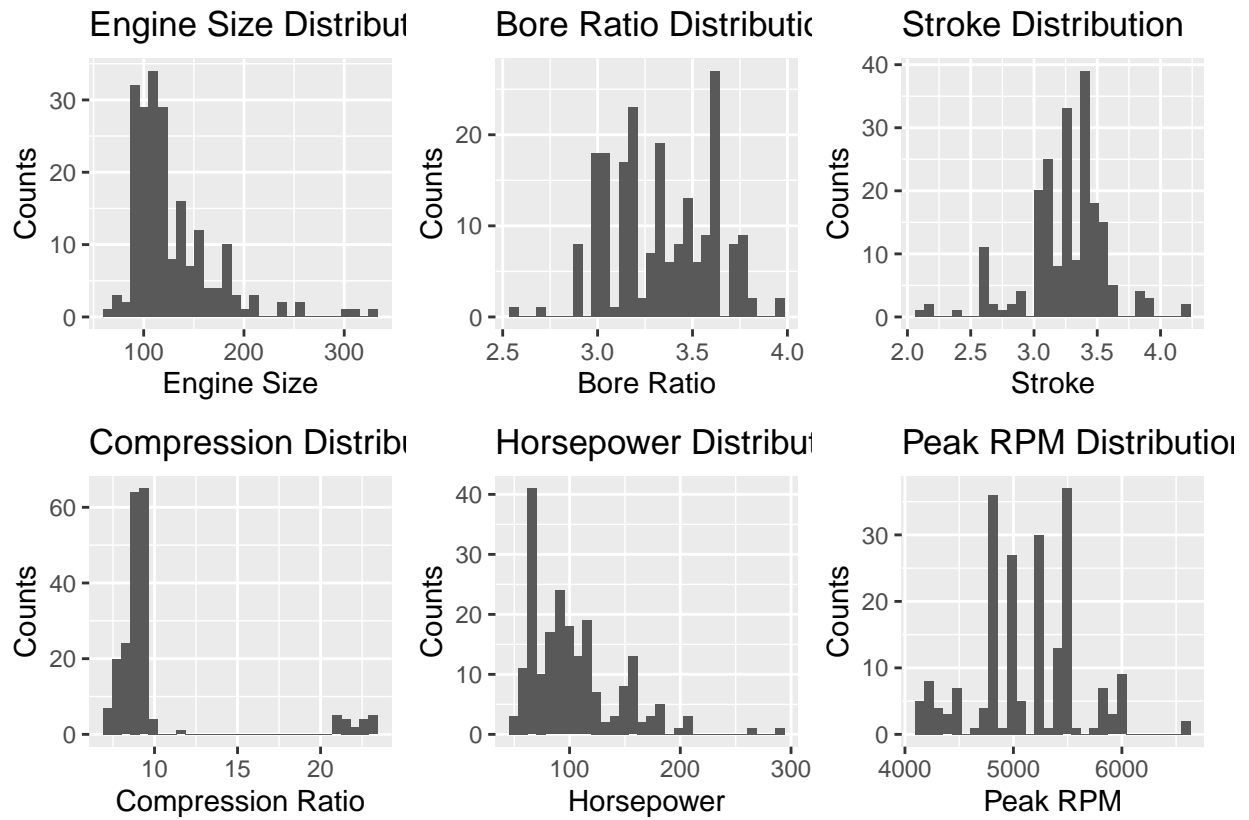 Engine Size Distribut
Counts
30
20
10
0
100 200 300
Engine Size
Bore Ratio Distributio
Counts
20
10
0
2.5 3.0 3.5 4.0
Bore Ratio
Stroke Distribution
Counts
40
30
20
10
0
2.0 2.5 3.0 3.5 4.0
Stroke
Compression Distribu
Counts
60
40
20
0
10 15 20
Compression Ratio
Horsepower Distribut
Counts
40
30
20
10
0
100 200 300
Horsepower
Peak RPM Distribution
Counts
30
20
10
0
4000 5000 6000
Peak RPM